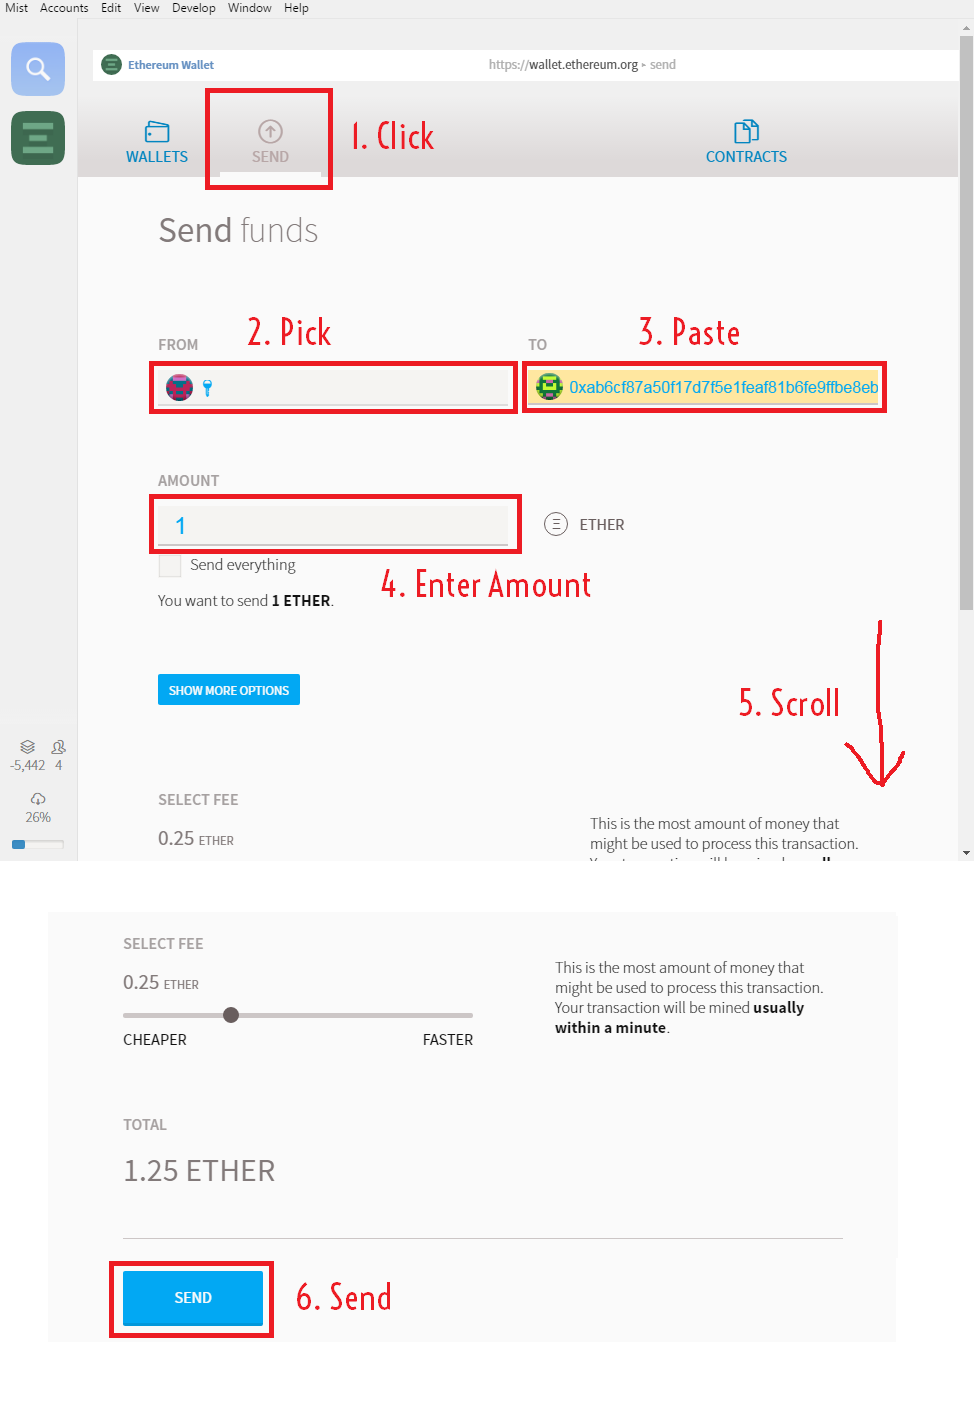 Mist Accounts Edit View Develop Window Help
Ethereum Wallet https://wallet.ethereum.org ▸ send
WALLETS SEND 1. Click CONTRACTS
Send funds
FROM 2. Pick TO 3. Paste
0xab6cf87a50f17d7f5e1feaf81b6fe9ffbe8eb
AMOUNT
1 ETHER
Send everything
4. Enter Amount
You want to send 1 ETHER.
SHOW MORE OPTIONS
5. Scroll
-5,442 4
26%
SELECT FEE
0.25 ETHER
This is the most amount of money that
might be used to process this transaction.
SELECT FEE
0.25 ETHER
CHEAPER FASTER
This is the most amount of money that
might be used to process this transaction.
Your transaction will be mined usually
within a minute.
TOTAL
1.25 ETHER
SEND 6. Send